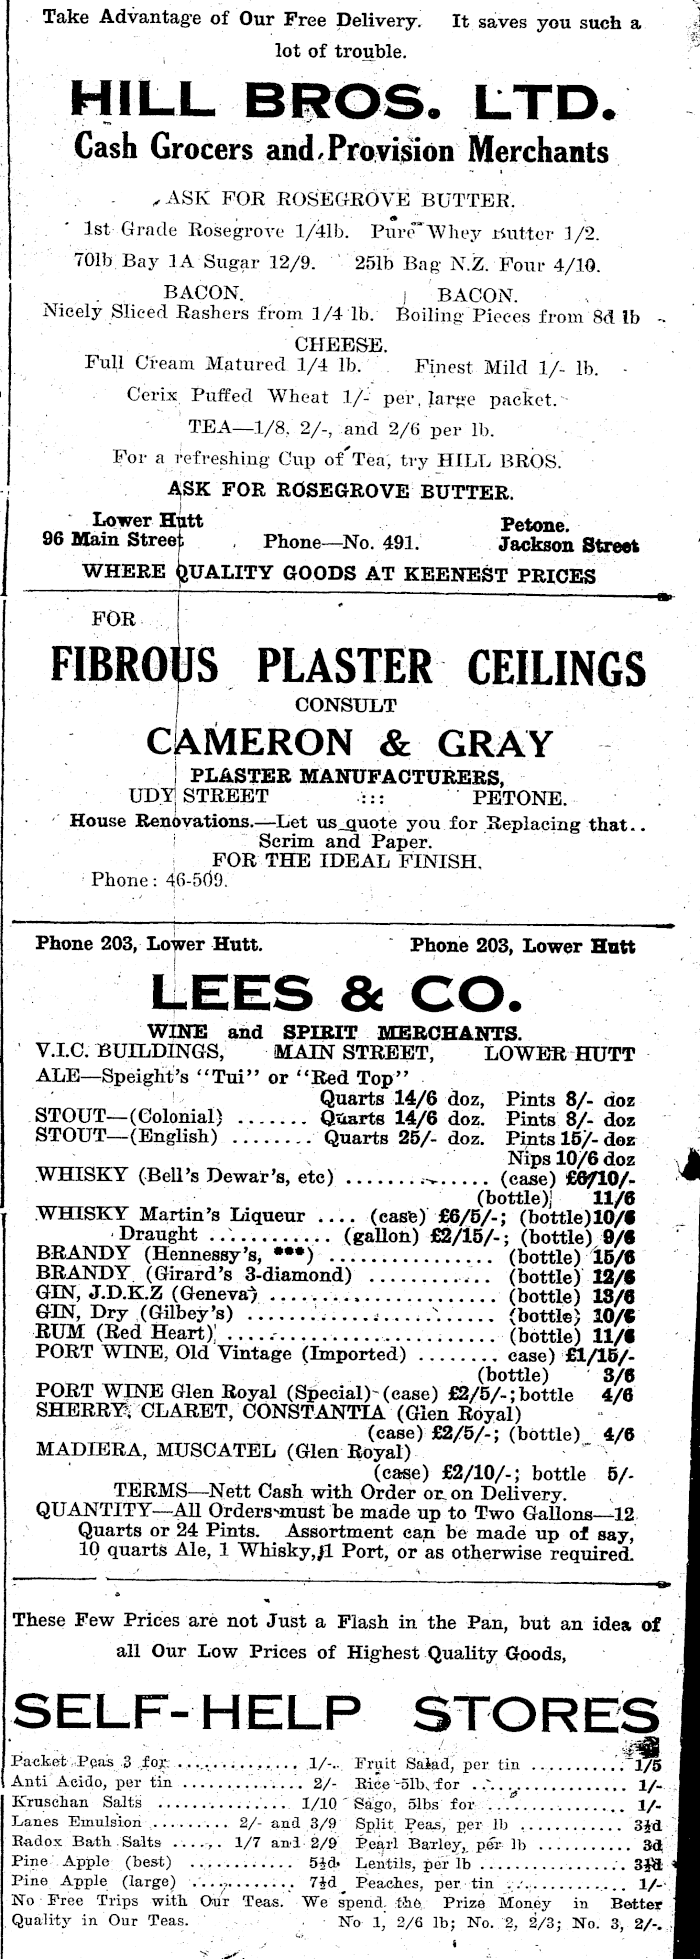 Take Advantage of Our Free Delivery. It saves you such a
lot of trouble.
HILL BROS. LTD.
Cash Grocers and Provision Merchants
ASK FOR ROSEGROVE BUTTER.
1st Grade Rosegrove 1/4lb. Pure Whey Butter 1/2.
70lb Bay 1A Sugar 12/9. 25lb Bag N.Z. Four 4/10.
BACON. BACON.
Nicely Sliced Rashers from 1/4 lb. Boiling Pieces from 8d lb
CHEESE.
Full Cream Matured 1/4 lb. Finest Mild 1/- lb.
Cerix Puffed Wheat 1/- per large packet.
TEA—1/8, 2/-, and 2/6 per lb.
For a refreshing Cup of Tea, try HILL BROS.
ASK FOR ROSEGROVE BUTTER.
Lower Hutt Petone.
96 Main Street Phone—No. 491. Jackson Street
WHERE QUALITY GOODS AT KEENEST PRICES
FOR
FIBROUS PLASTER CEILINGS
CONSULT
CAMERON & GRAY
PLASTER MANUFACTURERS,
UDY STREET ::: PETONE.
House Renovations.—Let us quote you for Replacing that..
Scrim and Paper.
FOR THE IDEAL FINISH.
Phone: 46-509.
Phone 203, Lower Hutt. Phone 203, Lower Hutt
LEES & CO.
WINE and SPIRIT MERCHANTS.
V.I.C. BUILDINGS, MAIN STREET, LOWER HUTT
ALE—Speight's "Tui" or "Red Top"
Quarts 14/6 doz, Pints 8/- doz
STOUT—(Colonial) ....... Quarts 14/6 doz. Pints 8/- doz
STOUT—(English) ........ Quarts 25/- doz. Pints 15/- doz
Nips 10/6 doz
WHISKY (Bell's Dewar's, etc) .............. (case) £6/10/-
(bottle) 11/6
WHISKY Martin's Liqueur .... (case) £6/5/-; (bottle) 10/6
Draught ........... (gallon) £2/15/-; (bottle) 9/6
BRANDY (Hennessy's, ***) ................ (bottle) 15/6
BRANDY (Girard's 3-diamond) ............ (bottle) 12/6
GIN, J.D.K.Z (Geneva) ..................... (bottle) 13/6
GIN, Dry (Gilbey's) ........................ (bottle) 10/6
RUM (Red Heart) .......................... (bottle) 11/6
PORT WINE, Old Vintage (Imported) ........ case) £1/15/-
(bottle) 3/6
PORT WINE Glen Royal (Special) (case) £2/5/-; bottle 4/6
SHERRY, CLARET, CONSTANTIA (Glen Royal)
(case) £2/5/-; (bottle) 4/6
MADIERA, MUSCATEL (Glen Royal)
(case) £2/10/-; bottle 5/-
TERMS—Nett Cash with Order or on Delivery.
QUANTITY—All Orders must be made up to Two Gallons—12
Quarts or 24 Pints. Assortment can be made up of say,
10 quarts Ale, 1 Whisky, 1 Port, or as otherwise required.
These Few Prices are not Just a Flash in the Pan, but an idea of
all Our Low Prices of Highest Quality Goods,
SELF-HELP STORES
Packet Peas 3 for ............. 1/-. Fruit Salad, per tin .......... 1/5
Anti Acido, per tin ............ 2/- Rice 5lb. for ................ 1/-
Kruschan Salts .............. 1/10 Sago, 5lbs for ............... 1/-
Lanes Emulsion ........ 2/- and 3/9 Split Peas, per lb ........... 3½d
Radox Bath Salts ...... 1/7 and 2/9 Pearl Barley, per lb .......... 3d
Pine Apple (best) ........... 5½d. Lentils, per lb ............... 3½d
Pine Apple (large) ........... 7½d Peaches, per tin ............. 1/-
No Free Trips with Our Teas. We spend the Prize Money in Better
Quality in Our Teas. No 1, 2/6 lb; No. 2, 2/3; No. 3, 2/-.